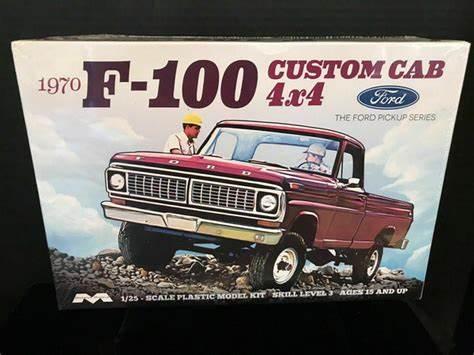 1970 F-100 CUSTOM CAB
4x4
Ford
THE FORD PICKUP SERIES
FORD
M
1/25 - SCALE PLASTIC MODEL KIT SKILL LEVEL 3 AGES 15 AND UP